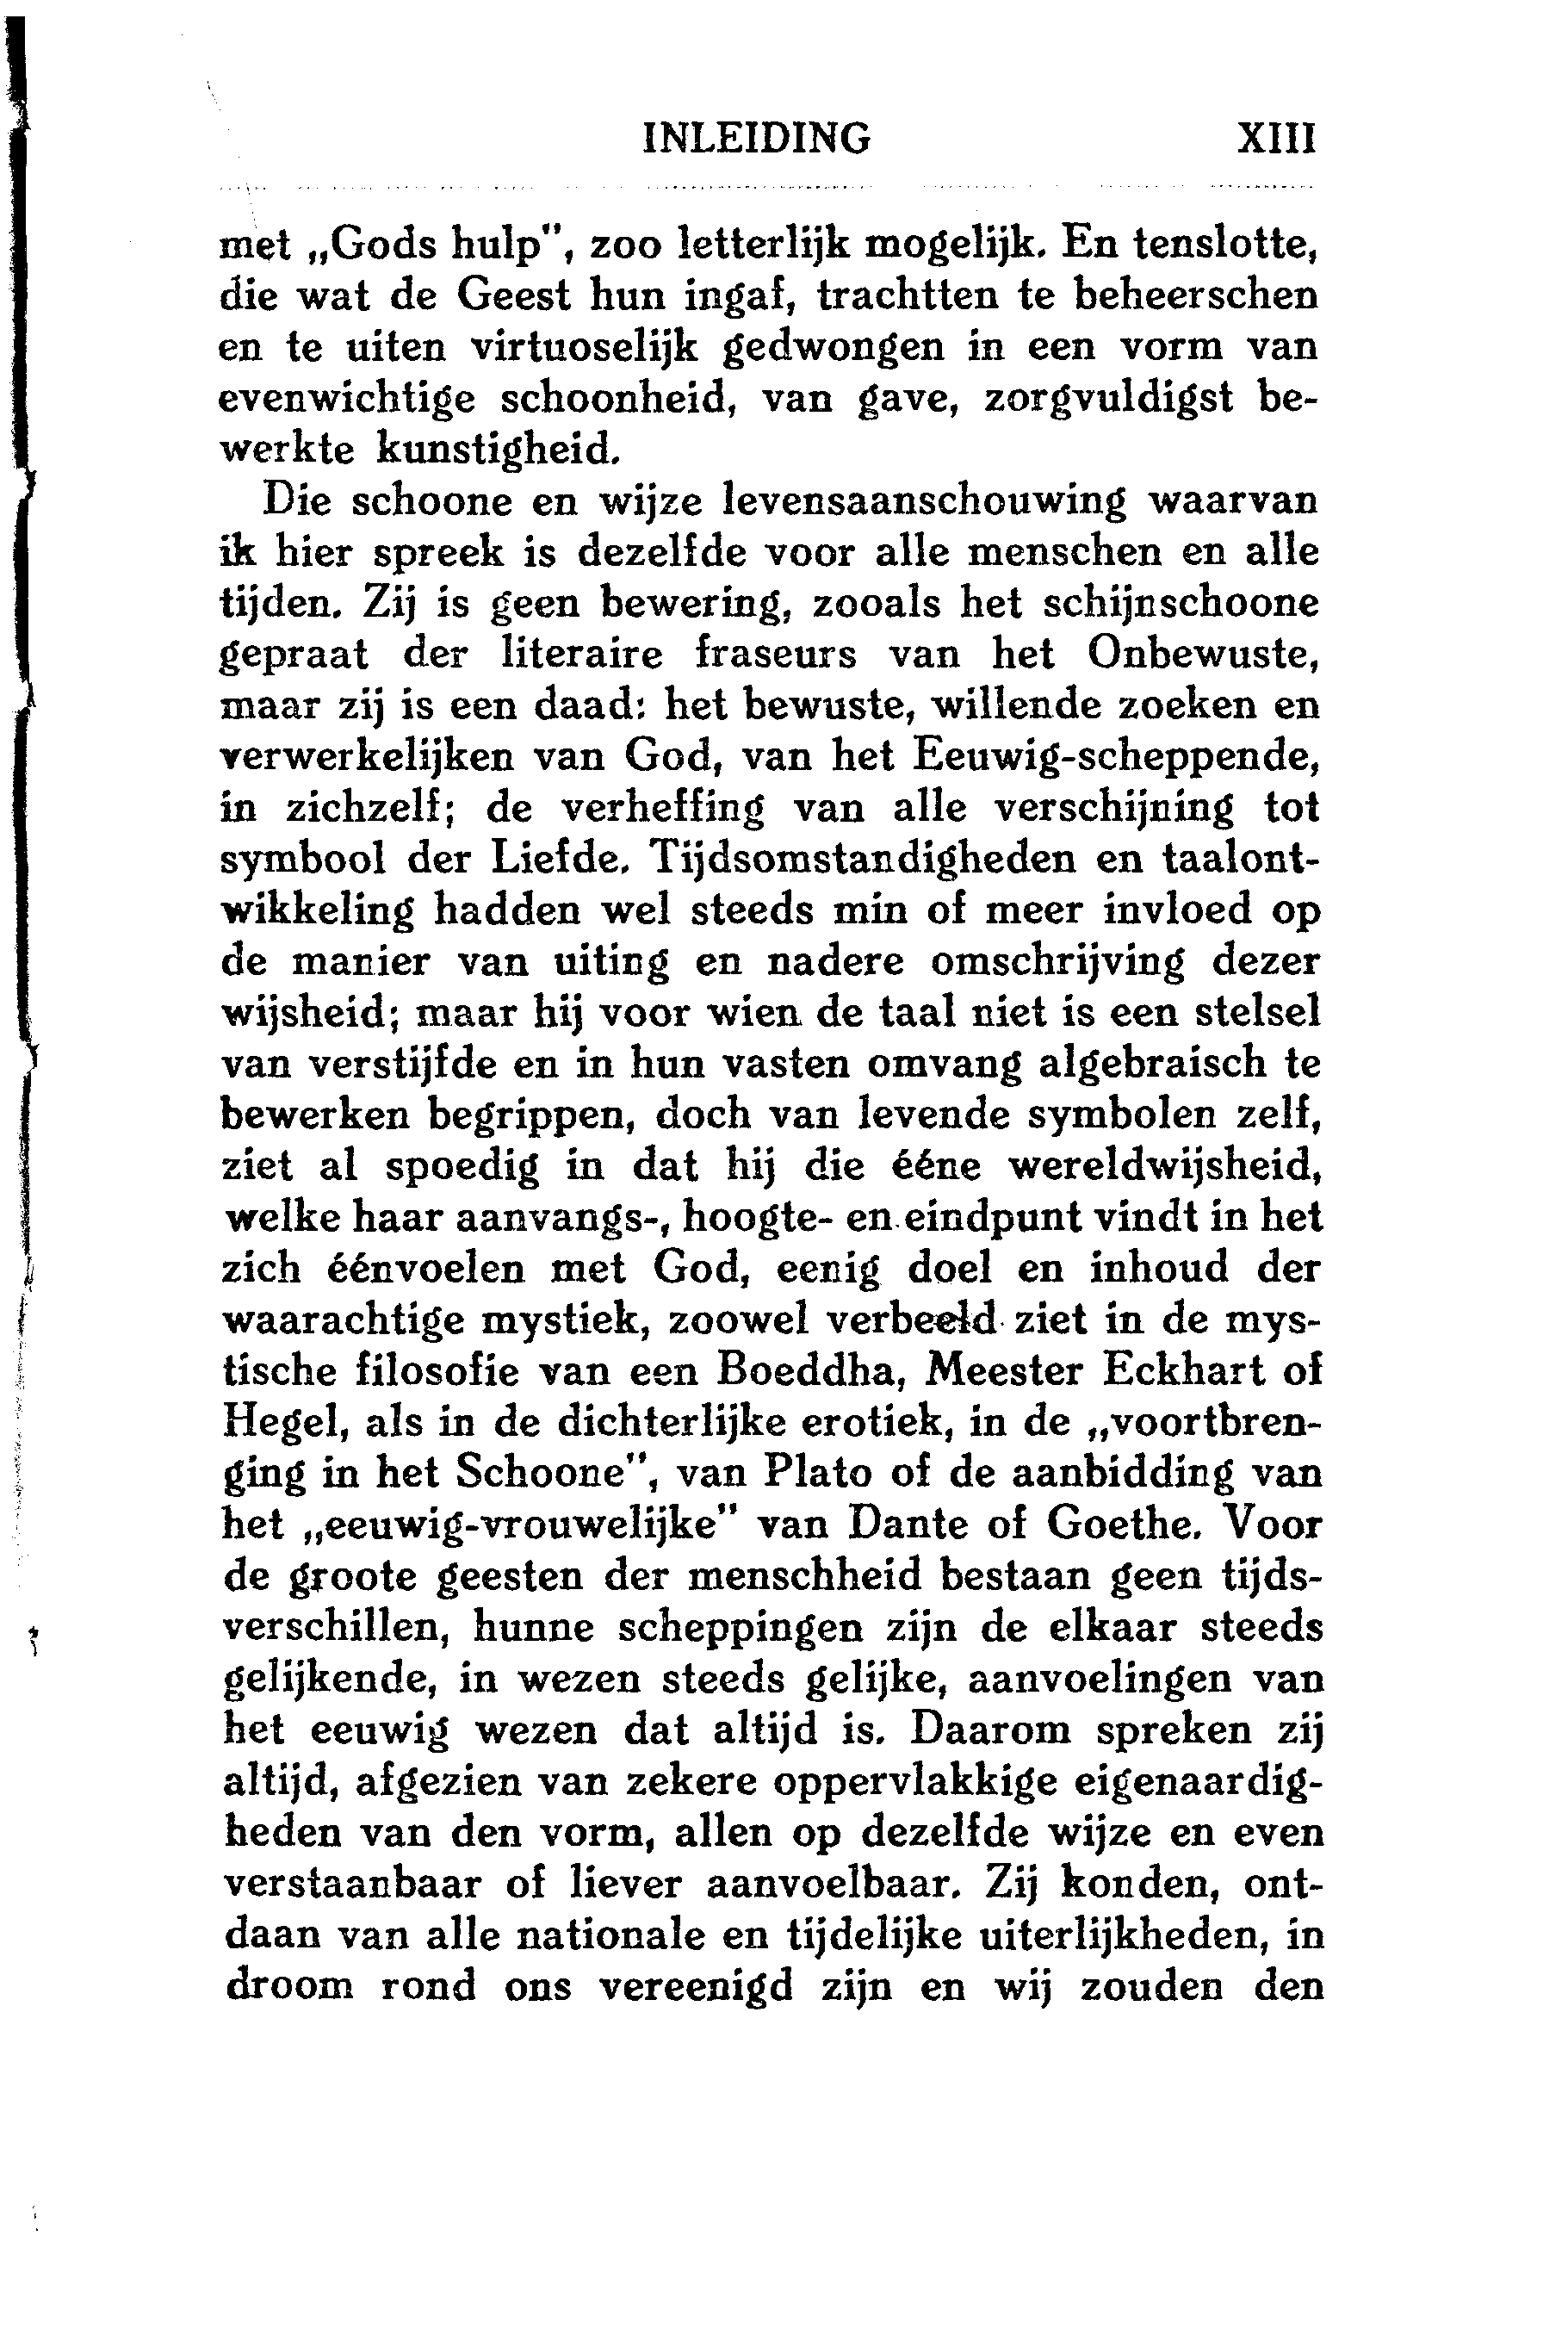 INLEIDING XIII
met „Gods hulp", zoo letterlijk mogelijk. En tenslotte,
die wat de Geest hun ingaf, trachtten te beheerschen
en te uiten virtuoselijk gedwongen in een vorm van
evenwichtige schoonheid, van gave, zorgvuldigst be-
werkte kunstigheid.
Die schoone en wijze levensaanschouwing waarvan
ik hier spreek is dezelfde voor alle menschen en alle
tijden. Zij is geen bewering, zooals het schijnschoone
gepraat der literaire fraseurs van het Onbewuste,
maar zij is een daad: het bewuste, willende zoeken en
verwerkelijken van God, van het Eeuwig-scheppende,
in zichzelf; de verheffing van alle verschijning tot
symbool der Liefde. Tijdsomstandigheden en taalont-
wikkeling hadden wel steeds min of meer invloed op
de manier van uiting en nadere omschrijving dezer
wijsheid; maar hij voor wien de taal niet is een stelsel
van verstijfde en in hun vasten omvang algebraisch te
bewerken begrippen, doch van levende symbolen zelf,
ziet al spoedig in dat hij die ééne wereldwijsheid,
welke haar aanvangs-, hoogte- en eindpunt vindt in het
zich éénvoelen met God, eenig doel en inhoud der
waarachtige mystiek, zoowel verbeeld ziet in de mys-
tische filosofie van een Boeddha, Meester Eckhart of
Hegel, als in de dichterlijke erotiek, in de „voortbren-
ging in het Schoone", van Plato of de aanbidding van
het „eeuwig-vrouwelijke" van Dante of Goethe. Voor
de groote geesten der menschheid bestaan geen tijds-
verschillen, hunne scheppingen zijn de elkaar steeds
gelijkende, in wezen steeds gelijke, aanvoelingen van
het eeuwig wezen dat altijd is. Daarom spreken zij
altijd, afgezien van zekere oppervlakkige eigenaardig-
heden van den vorm, allen op dezelfde wijze en even
verstaanbaar of liever aanvoelbaar. Zij konden, ont-
daan van alle nationale en tijdelijke uiterlijkheden, in
droom rond ons vereenigd zijn en wij zouden den